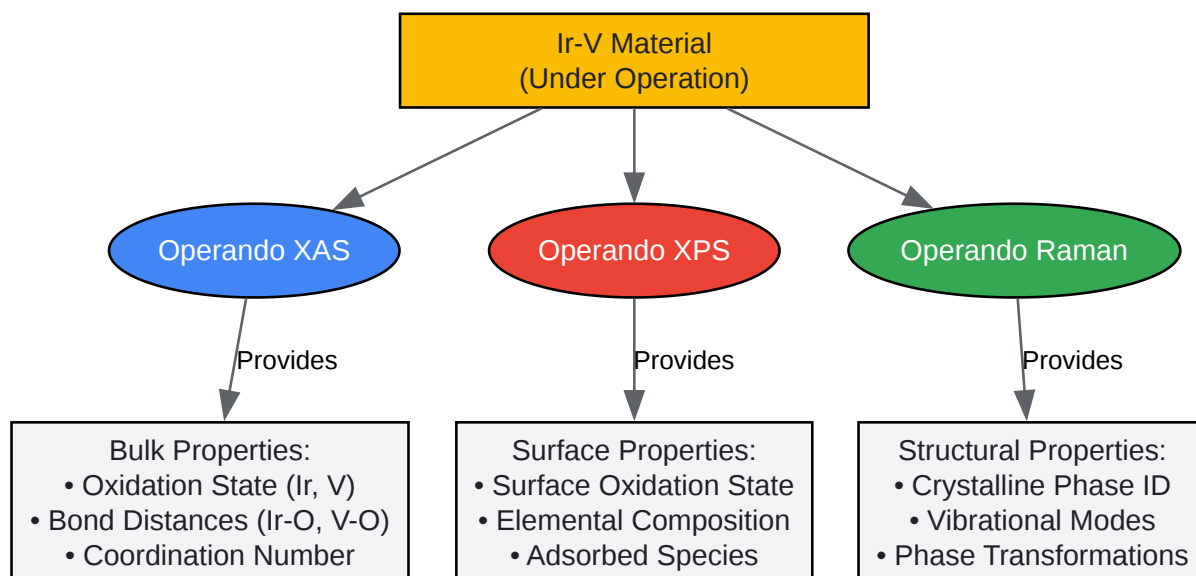 Ir-V Material
(Under Operation)
Operando XAS
Operando XPS
Operando Raman
Provides
Provides
Provides
Bulk Properties:
• Oxidation State (Ir, V)
• Bond Distances (Ir-O, V-O)
• Coordination Number
Surface Properties:
• Surface Oxidation State
• Elemental Composition
• Adsorbed Species
Structural Properties:
• Crystalline Phase ID
• Vibrational Modes
• Phase Transformations